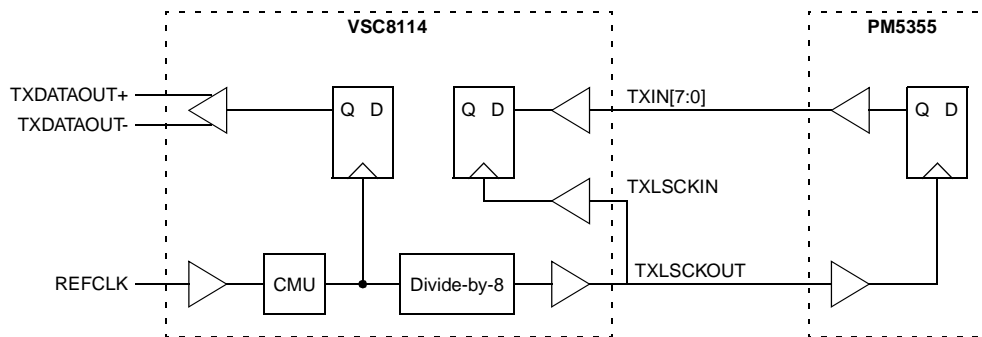 VSC8114
PM5355
TXDATAOUT+
TXDATAOUT-
Q D
Q D
TXIN[7:0]
Q D
TXLSCKIN
REFCLK
CMU
Divide-by-8
TXLSCKOUT